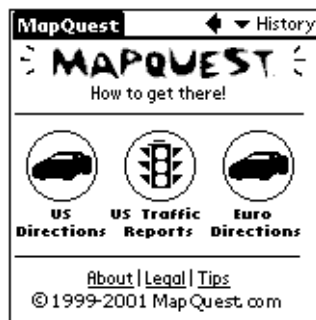 MapQuest History
MAPQUEST
How to get there!
US Directions
US Traffic Reports
Euro Directions
About | Legal | Tips
© 1999-2001 MapQuest.com